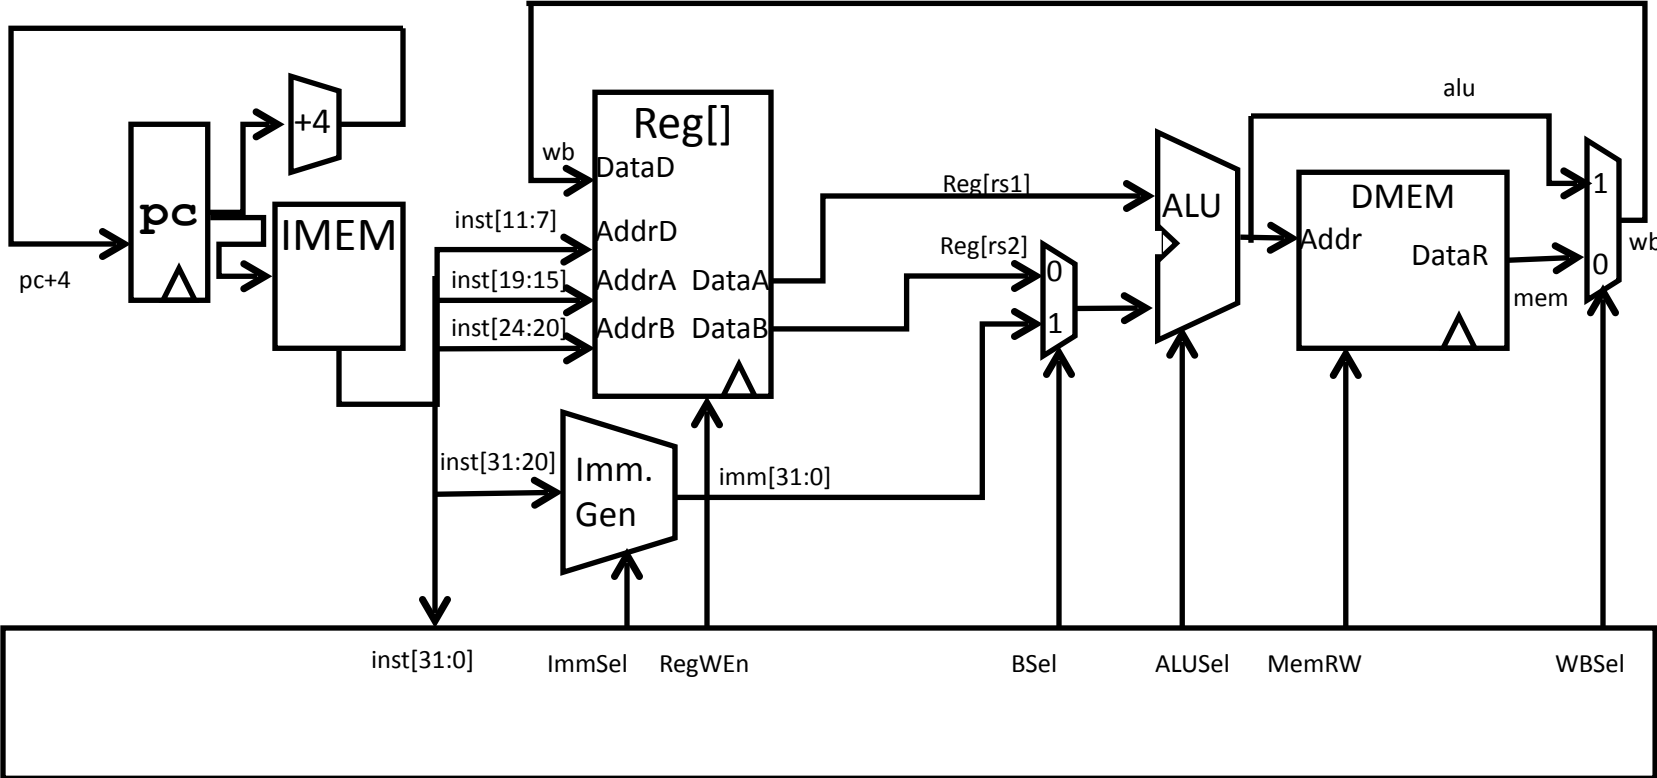 alu
+4
Reg[]
wb
DataD
pc
IMEM
inst[11:7]
AddrD
Reg[rs1]
ALU
DMEM
1
pc+4
inst[19:15]
AddrA
DataA
Reg[rs2]
0
Addr
DataR
wb
0
inst[24:20]
AddrB
DataB
1
mem
inst[31:20]
Imm.
Gen
imm[31:0]
inst[31:0]
ImmSel
RegWEn
BSel
ALUSel
MemRW
WBSel